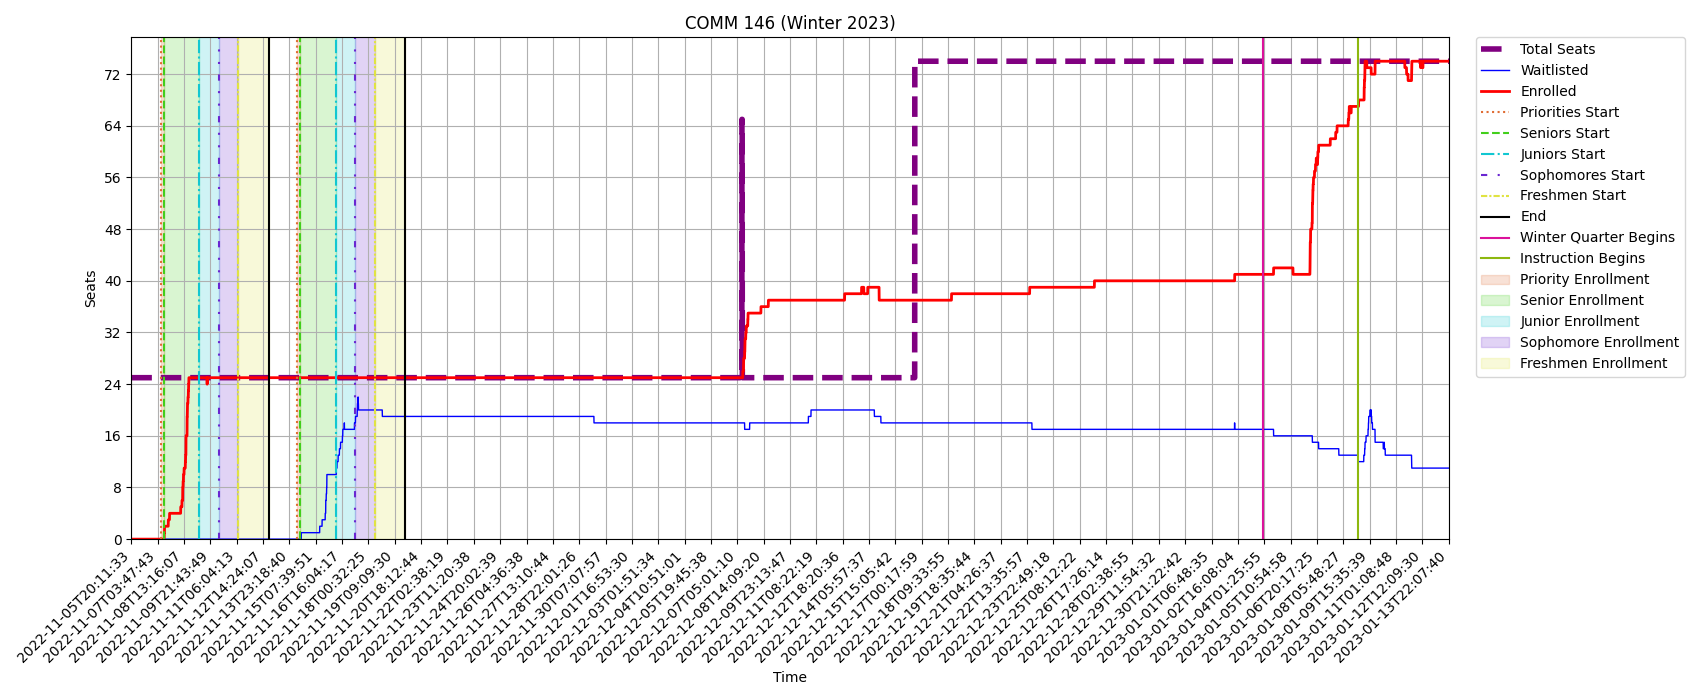 COMM 146 (Winter 2023)
72
64
56
48
40
32
24
16
8
0
Seats
2022-11-05T20:11:33
2022-11-07T03:47:43
2022-11-08T13:16:07
2022-11-09T21:43:49
2022-11-11T06:04:13
2022-11-12T14:24:07
2022-11-13T23:18:40
2022-11-15T07:39:51
2022-11-16T16:04:17
2022-11-18T00:32:25
2022-11-19T09:09:30
2022-11-20T18:12:44
2022-11-22T02:38:19
2022-11-23T11:20:38
2022-11-24T20:02:39
2022-11-26T04:36:38
2022-11-27T13:10:44
2022-11-28T22:01:26
2022-11-30T07:07:57
2022-12-01T16:53:30
2022-12-03T01:51:34
2022-12-04T10:51:01
2022-12-05T19:45:38
2022-12-07T05:01:10
2022-12-08T14:09:20
2022-12-09T23:13:47
2022-12-11T08:22:19
2022-12-12T18:20:36
2022-12-14T05:57:37
2022-12-15T15:05:42
2022-12-17T00:17:59
2022-12-18T09:33:55
2022-12-19T18:35:44
2022-12-21T04:26:37
2022-12-22T13:35:57
2022-12-23T22:49:18
2022-12-25T08:12:22
2022-12-26T17:26:14
2022-12-28T02:38:55
2022-12-29T11:54:32
2022-12-30T21:22:42
2023-01-01T06:48:35
2023-01-02T16:08:04
2023-01-04T01:25:55
2023-01-05T10:54:58
2023-01-06T20:17:25
2023-01-08T05:48:27
2023-01-09T15:35:39
2023-01-11T01:08:48
2023-01-12T12:09:30
2023-01-13T22:07:40
Time
Total Seats
Waitlisted
Enrolled
Priorities Start
Seniors Start
Juniors Start
Sophomores Start
Freshmen Start
End
Winter Quarter Begins
Instruction Begins
Priority Enrollment
Senior Enrollment
Junior Enrollment
Sophomore Enrollment
Freshmen Enrollment